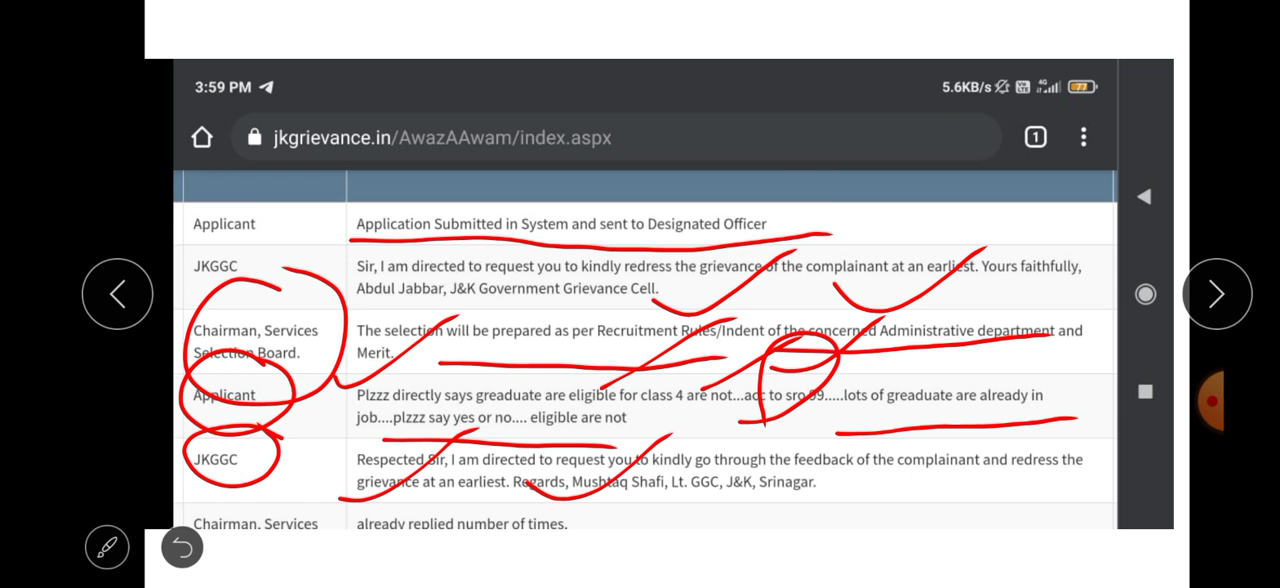 3:59 PM
5.6KB/s 4G 77
jkgrievance.in/AwazAAwam/index.aspx 1
Applicant
Application Submitted in System and sent to Designated Officer
JKGGC
Sir, I am directed to request you to kindly redress the grievance of the complainant at an earliest. Yours faithfully,
Abdul Jabbar, J&K Government Grievance Cell.
Chairman, Services
Selection Board.
The selection will be prepared as per Recruitment Rules/Indent of the concerned Administrative department and
Merit.
Applicant
Plzzz directly says greaduate are eligible for class 4 are not...acc to sro 99.....lots of greaduate are already in
job....plzzz say yes or no.... eligible are not
JKGGC
Respected Sir, I am directed to request you to kindly go through the feedback of the complainant and redress the
grievance at an earliest. Regards, Mushtaq Shafi, Lt. GGC, J&K, Srinagar.
Chairman, Services
already replied number of times.